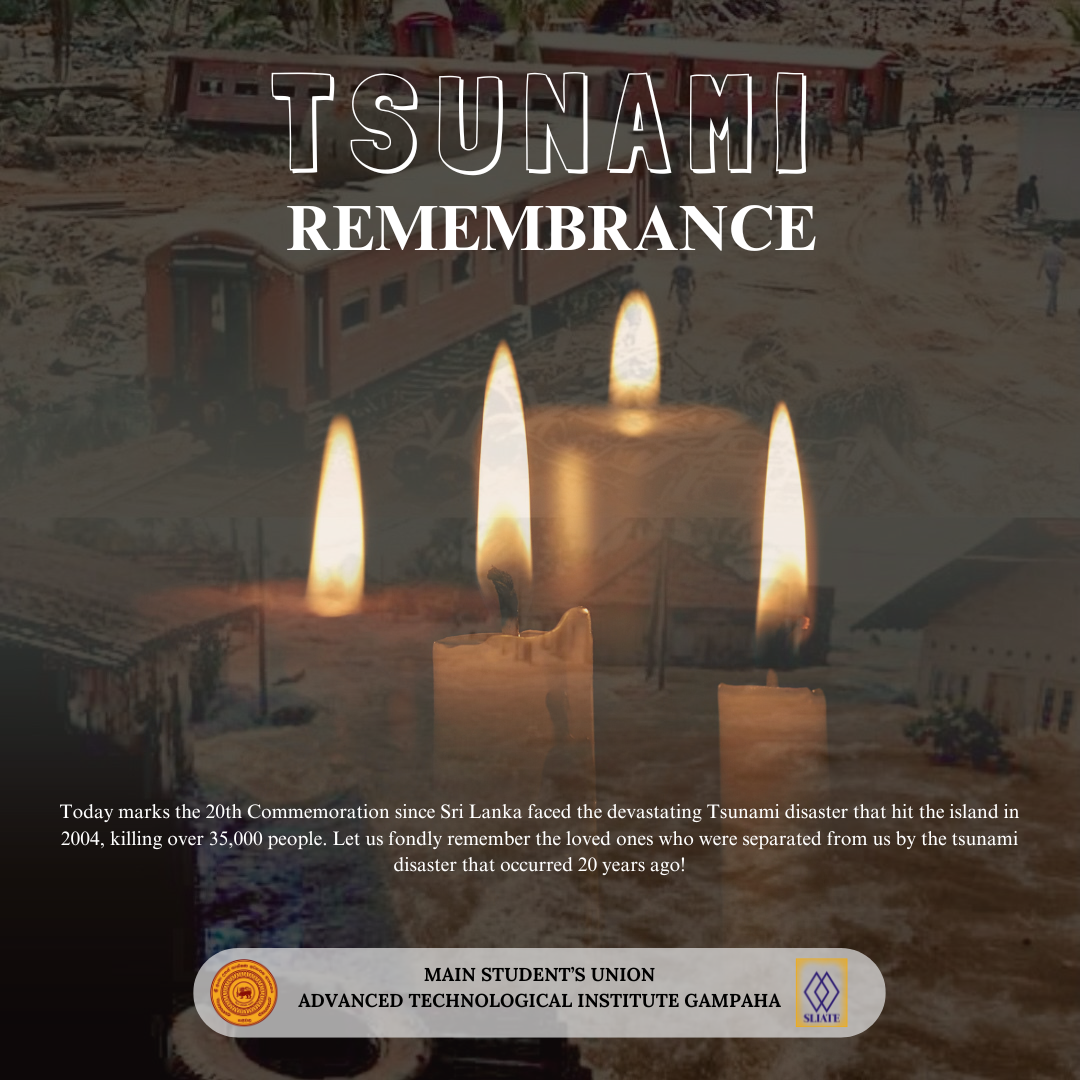 TSUNAMI
REMEMBRANCE
Today marks the 20th Commemoration since Sri Lanka faced the devastating Tsunami disaster that hit the island in
2004, killing over 35,000 people. Let us fondly remember the loved ones who were separated from us by the tsunami
disaster that occurred 20 years ago!
MAIN STUDENT'S UNION
ADVANCED TECHNOLOGICAL INSTITUTE GAMPAHA
SLIATE